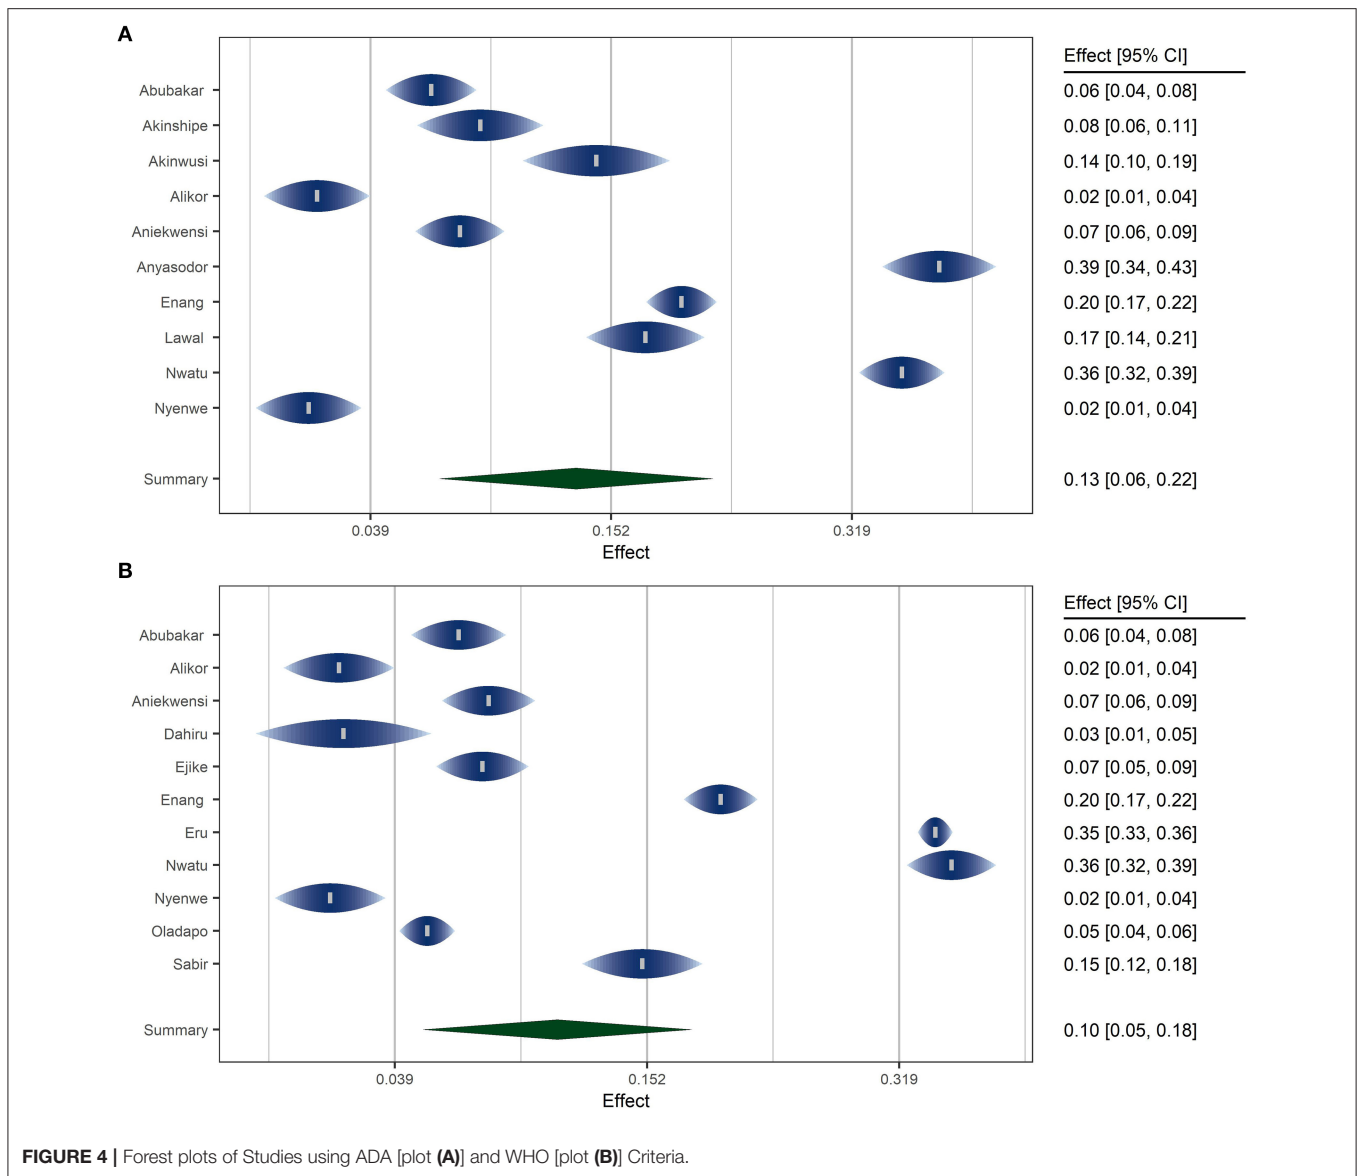 A
Effect [95% CI]
Abubakar 0.06 [0.04, 0.08]
Akinshipe 0.08 [0.06, 0.11]
Akinwusi 0.14 [0.10, 0.19]
Alikor 0.02 [0.01, 0.04]
Aniekwensi 0.07 [0.06, 0.09]
Anyasodor 0.39 [0.34, 0.43]
Enang 0.20 [0.17, 0.22]
Lawal 0.17 [0.14, 0.21]
Nwatu 0.36 [0.32, 0.39]
Nyenwe 0.02 [0.01, 0.04]
Summary 0.13 [0.06, 0.22]
0.039 0.152 0.319
Effect
B
Effect [95% CI]
Abubakar 0.06 [0.04, 0.08]
Alikor 0.02 [0.01, 0.04]
Aniekwensi 0.07 [0.06, 0.09]
Dahiru 0.03 [0.01, 0.05]
Ejike 0.07 [0.05, 0.09]
Enang 0.20 [0.17, 0.22]
Eru 0.35 [0.33, 0.36]
Nwatu 0.36 [0.32, 0.39]
Nyenwe 0.02 [0.01, 0.04]
Oladapo 0.05 [0.04, 0.06]
Sabir 0.15 [0.12, 0.18]
Summary 0.10 [0.05, 0.18]
0.039 0.152 0.319
Effect
FIGURE 4 | Forest plots of Studies using ADA [plot (A)] and WHO [plot (B)] Criteria.